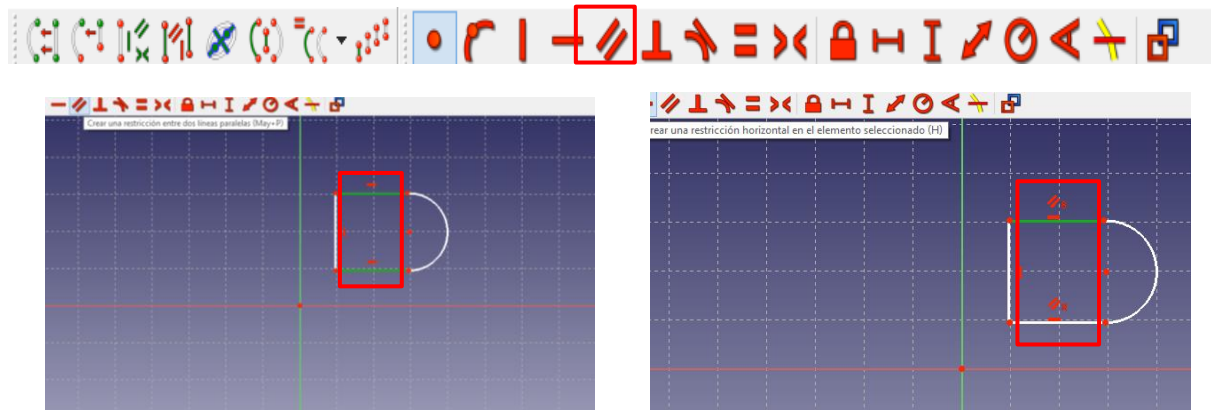 Crear una restricción entre dos líneas paralelas (May+P)
rear una restricción horizontal en el elemento seleccionado (H)